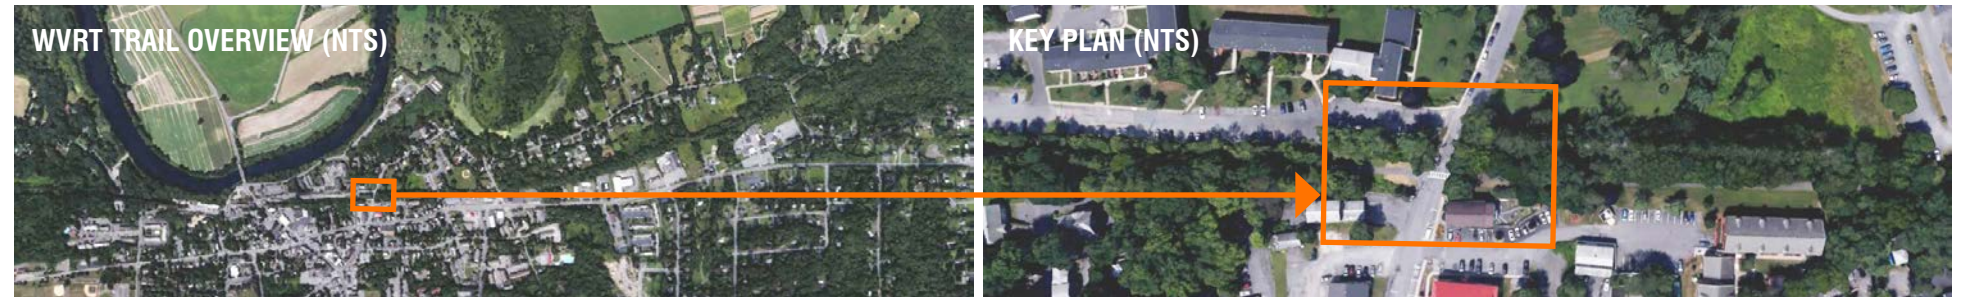 WVRT TRAIL OVERVIEW (NTS)
KEY PLAN (NTS)